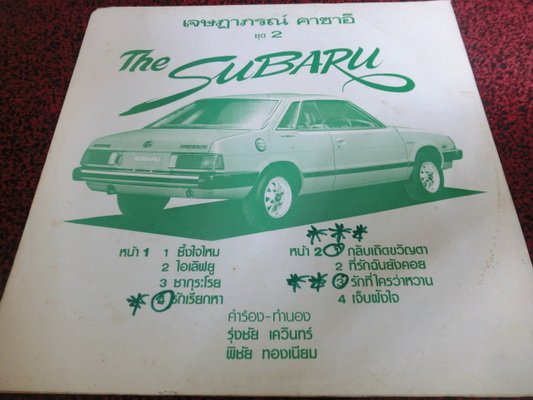 เจษฎาภรณ์ คาซาอิ
ชุด 2
The SUBARU
SUBARU
หน้า 1 1 ซึ้งใจไหม
2 ไอเลิฟยู
3 ซากุระโรย
* 4 รักเรียกหา
***
หน้า 2 1 กลีบเถิดขวัญตา
2 ที่รักฉันยังคอย
** 3 รักที่ใครว่าหวาน
4 เจ็บฝังใจ
คำร้อง-ทำนอง
รุ่งชัย เควินทร์
พิชัย ทองเนียม